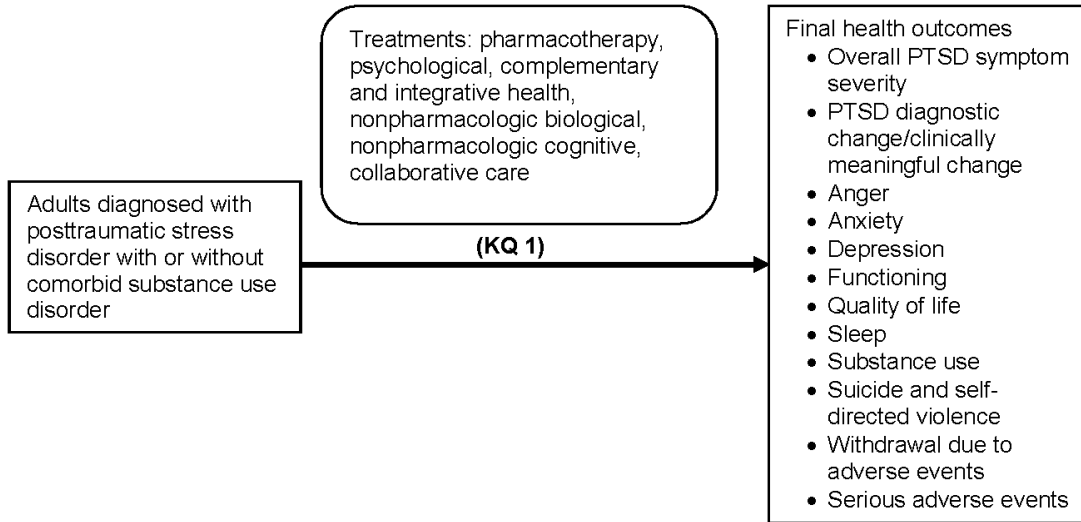 Treatments: pharmacotherapy,
psychological, complementary
and integrative health,
nonpharmacologic biological,
nonpharmacologic cognitive,
collaborative care
Adults diagnosed with
posttraumatic stress
disorder with or without
comorbid substance use
disorder
(KQ 1)
Final health outcomes
• Overall PTSD symptom
severity
• PTSD diagnostic
change/clinically
meaningful change
• Anger
• Anxiety
• Depression
• Functioning
• Quality of life
• Sleep
• Substance use
• Suicide and self-
directed violence
• Withdrawal due to
adverse events
• Serious adverse events